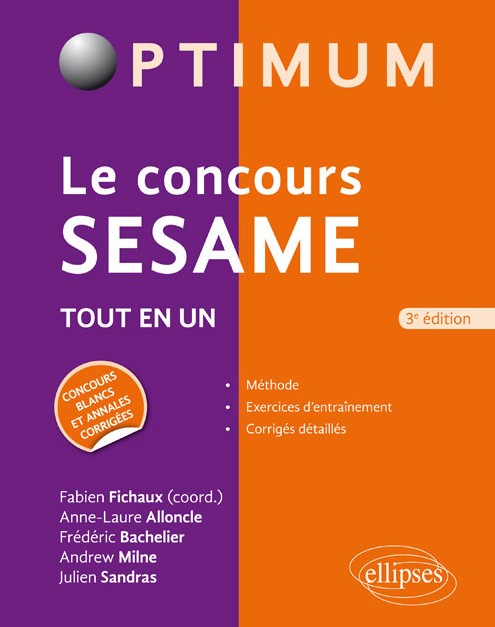 OPTIMUM
Le concours
SESAME
TOUT EN UN
3e édition
CONCOURS
BLANCS
ET ANNALES
CORRIGÉES
• Méthode
• Exercices d'entraînement
• Corrigés détaillés
Fabien Fichaux (coord.)
Anne-Laure Alloncle
Frédéric Bachelier
Andrew Milne
Julien Sandras
ellipses